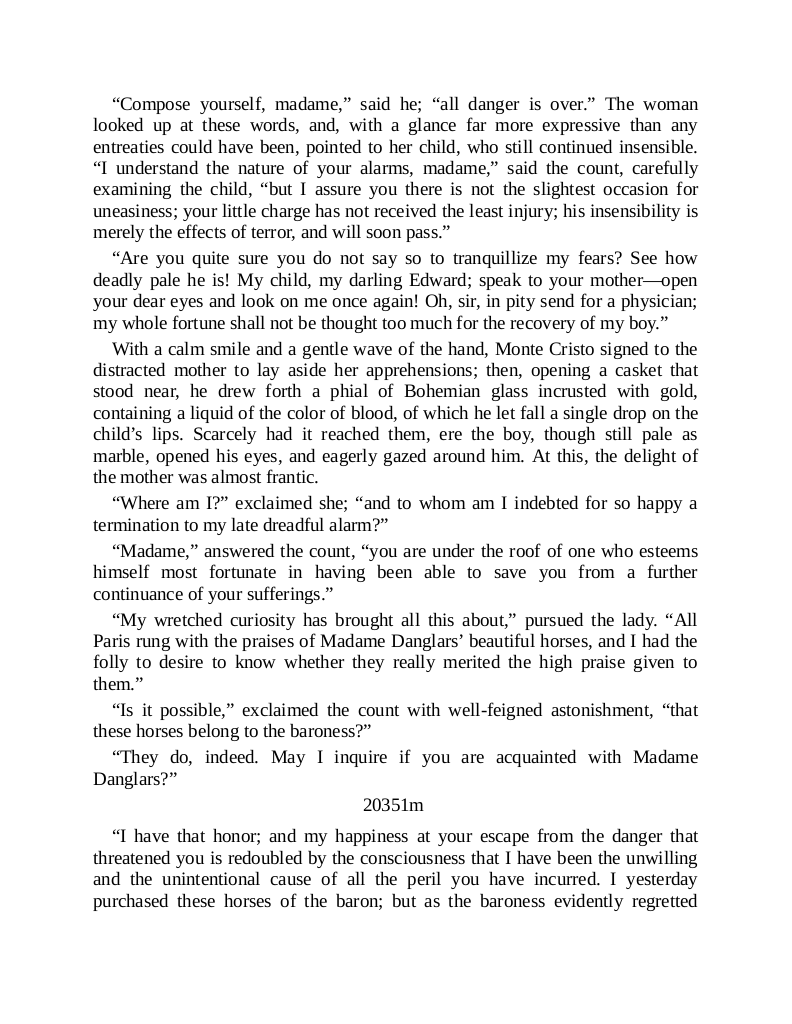 “Compose yourself, madame,” said he; “all danger is over.” The woman
looked up at these words, and, with a glance far more expressive than any
entreaties could have been, pointed to her child, who still continued insensible.
“I understand the nature of your alarms, madame,” said the count, carefully
examining the child, “but I assure you there is not the slightest occasion for
uneasiness; your little charge has not received the least injury; his insensibility is
merely the effects of terror, and will soon pass.”
“Are you quite sure you do not say so to tranquillize my fears? See how
deadly pale he is! My child, my darling Edward; speak to your mother—open
your dear eyes and look on me once again! Oh, sir, in pity send for a physician;
my whole fortune shall not be thought too much for the recovery of my boy.”
With a calm smile and a gentle wave of the hand, Monte Cristo signed to the
distracted mother to lay aside her apprehensions; then, opening a casket that
stood near, he drew forth a phial of Bohemian glass incrusted with gold,
containing a liquid of the color of blood, of which he let fall a single drop on the
child’s lips. Scarcely had it reached them, ere the boy, though still pale as
marble, opened his eyes, and eagerly gazed around him. At this, the delight of
the mother was almost frantic.
“Where am I?” exclaimed she; “and to whom am I indebted for so happy a
termination to my late dreadful alarm?”
“Madame,” answered the count, “you are under the roof of one who esteems
himself most fortunate in having been able to save you from a further
continuance of your sufferings.”
“My wretched curiosity has brought all this about,” pursued the lady. “All
Paris rung with the praises of Madame Danglars’ beautiful horses, and I had the
folly to desire to know whether they really merited the high praise given to
them.”
“Is it possible,” exclaimed the count with well-feigned astonishment, “that
these horses belong to the baroness?”
“They do, indeed. May I inquire if you are acquainted with Madame
Danglars?”
20351m
“I have that honor; and my happiness at your escape from the danger that
threatened you is redoubled by the consciousness that I have been the unwilling
and the unintentional cause of all the peril you have incurred. I yesterday
purchased these horses of the baron; but as the baroness evidently regretted